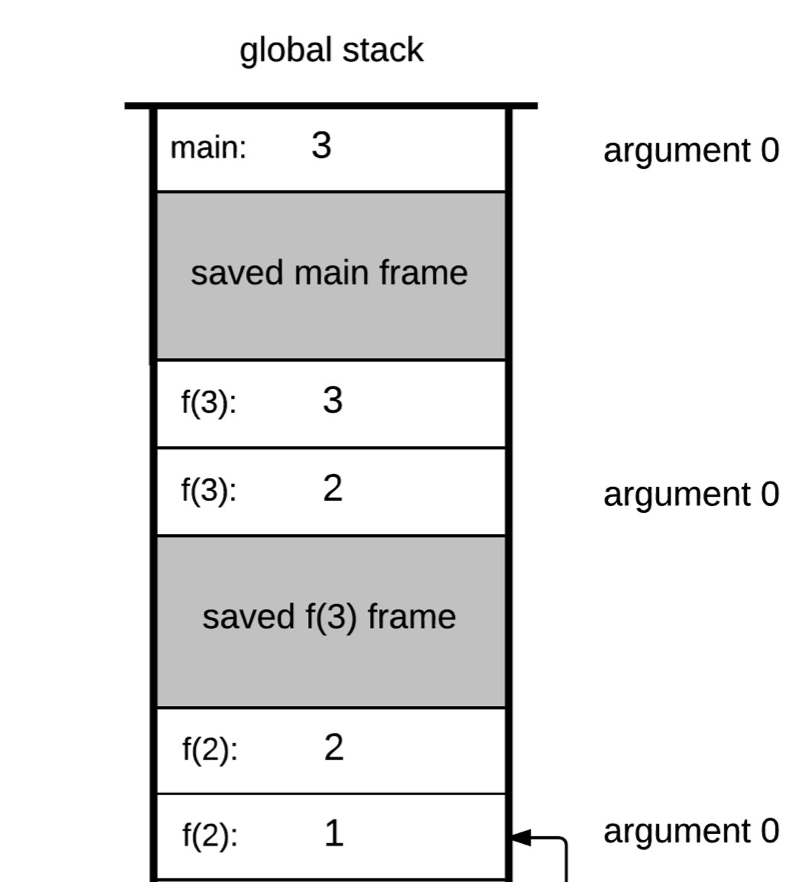 global stack
main: 3 argument 0
saved main frame
f(3): 3
f(3): 2 argument 0
saved f(3) frame
f(2): 2
f(2): 1 argument 0